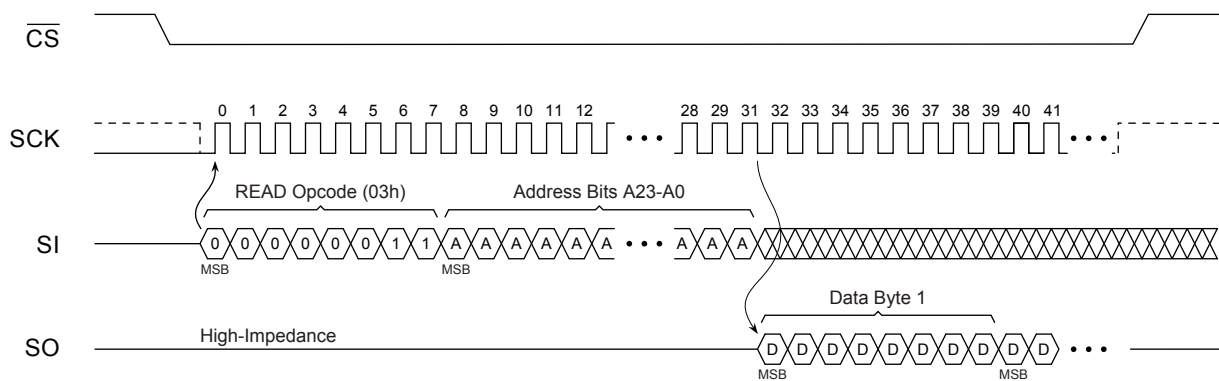 CS
0 1 2 3 4 5 6 7 8 9 10 11 12 28 29 30 31 32 33 34 35 36 37 38 39 40 41
SCK
READ Opcode (03h) Address Bits A23-A0
SI 0 0 0 0 0 0 1 1 A A A A A A A A A
MSB MSB
Data Byte 1
High-Impedance
SO D D D D D D D D D D
MSB MSB